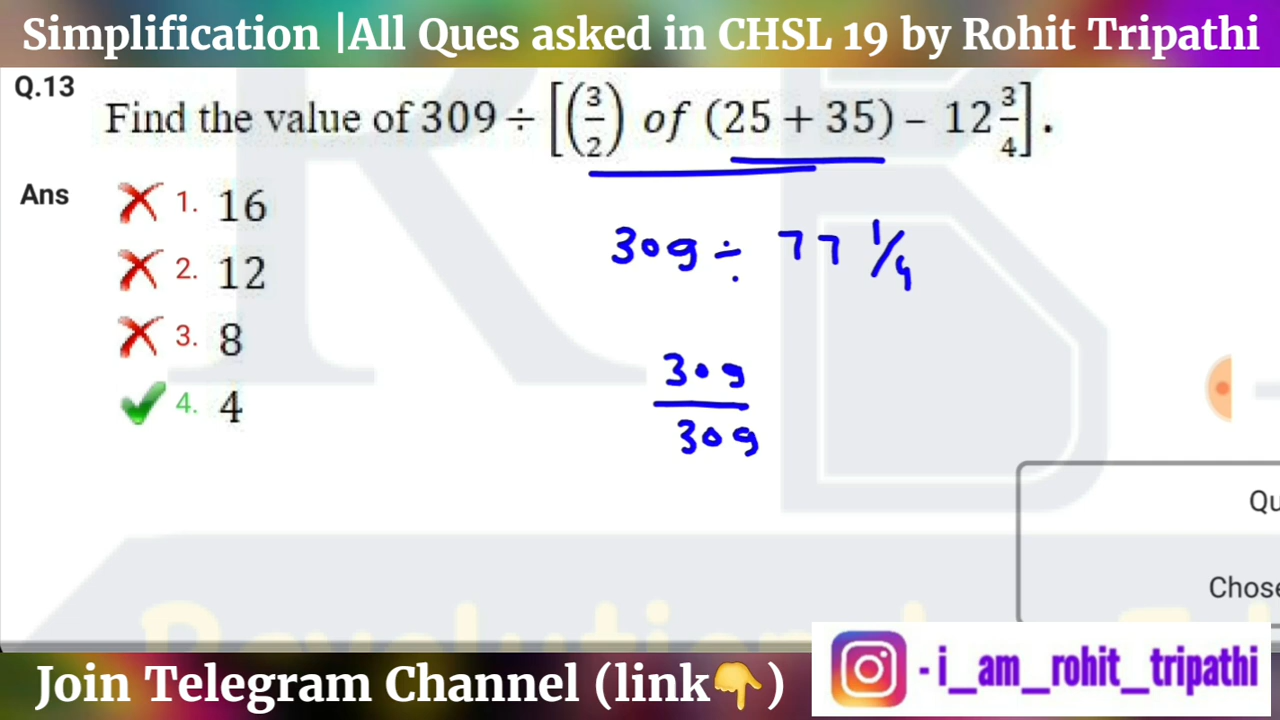 Simplification |All Ques asked in CHSL 19 by Rohit Tripathi
Q.13
Find the value of 309 ÷ [(3/2) of (25 + 35) – 12 3/4].
Ans
1. 16
2. 12
3. 8
4. 4
309 ÷ 77 1/4
309
309
Qu
Chose
Join Telegram Channel (link👇)
- i_am_rohit_tripathi